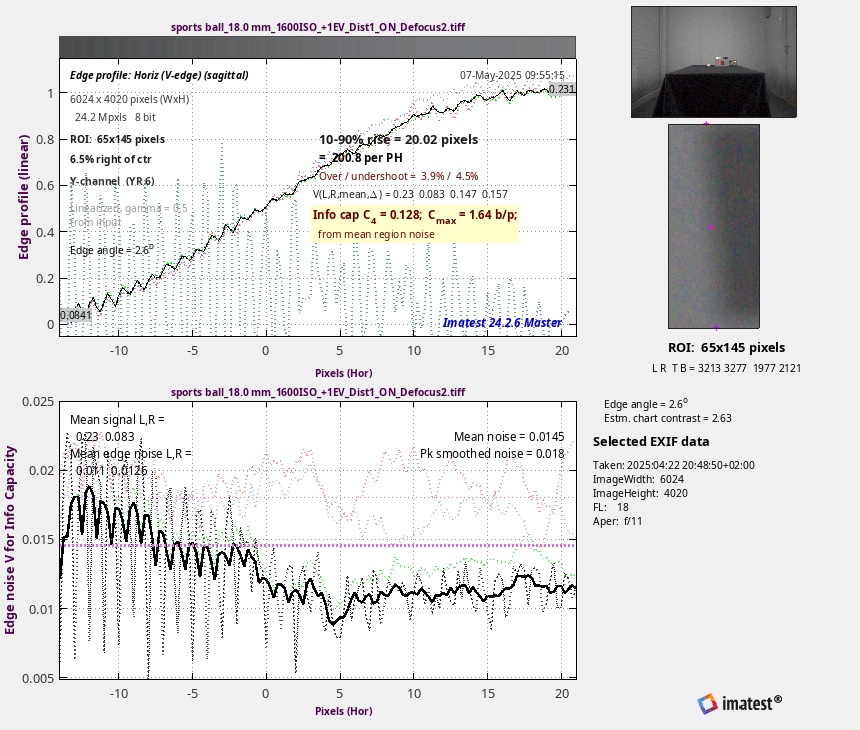 sports ball_18.0 mm_1600ISO_+1EV_Dist1_ON_Defocus2.tiff
Edge profile: Horiz (V-edge) (sagittal)
07-May-2025 09:55:15
6024 x 4020 pixels (WxH)
24.2 Mpxls 8 bit
ROI: 65x145 pixels
6.5% right of ctr
Y-channel (YR6)
Linearized, gamma = 0.5
from input
Edge angle = 2.6°
0.231
10-90% rise = 20.02 pixels
= 200.8 per PH
Over / undershoot = 3.9% / 4.5%
V(L,R,mean,Δ) = 0.23 0.083 0.147 0.157
Info cap C4 = 0.128; Cmax = 1.64 b/p;
from mean region noise
0.0841
Imatest 24.2.6 Master
Edge profile (linear)
1
0.8
0.6
0.4
0.2
0
-10 -5 0 5 10 15 20
Pixels (Hor)
sports ball_18.0 mm_1600ISO_+1EV_Dist1_ON_Defocus2.tiff
Mean signal L,R =
0.23 0.083
Mean edge noise L,R =
0.011 0.0126
Mean noise = 0.0145
Pk smoothed noise = 0.018
Edge noise V for Info Capacity
0.025
0.02
0.015
0.01
0.005
-10 -5 0 5 10 15 20
Pixels (Hor)
ROI: 65x145 pixels
L R T B = 3213 3277 1977 2121
Edge angle = 2.6°
Estm. chart contrast = 2.63
Selected EXIF data
Taken: 2025:04:22 20:48:50+02:00
ImageWidth: 6024
ImageHeight: 4020
FL: 18
Aper: f/11
imatest®